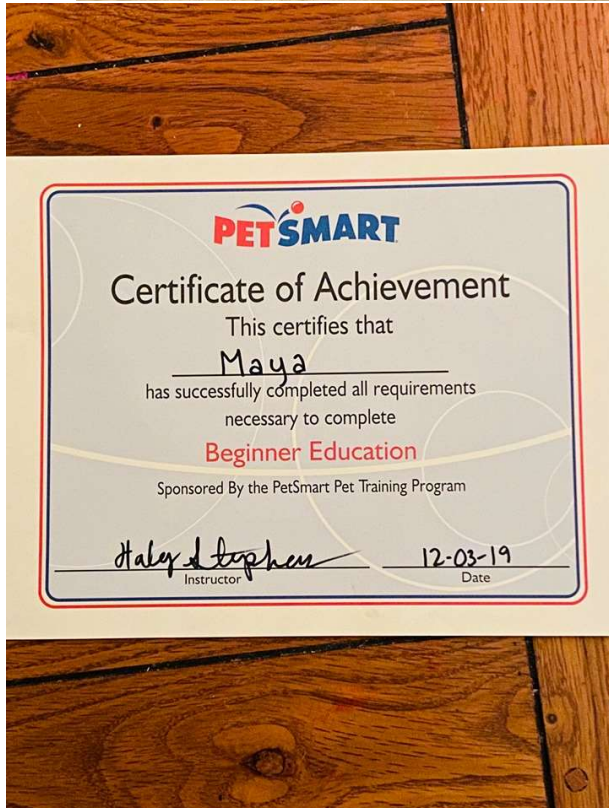 PETSMART
Certificate of Achievement
This certifies that
Maya
has successfully completed all requirements
necessary to complete
Beginner Education
Sponsored By the PetSmart Pet Training Program
Haley Stephens 12-03-19
Instructor Date